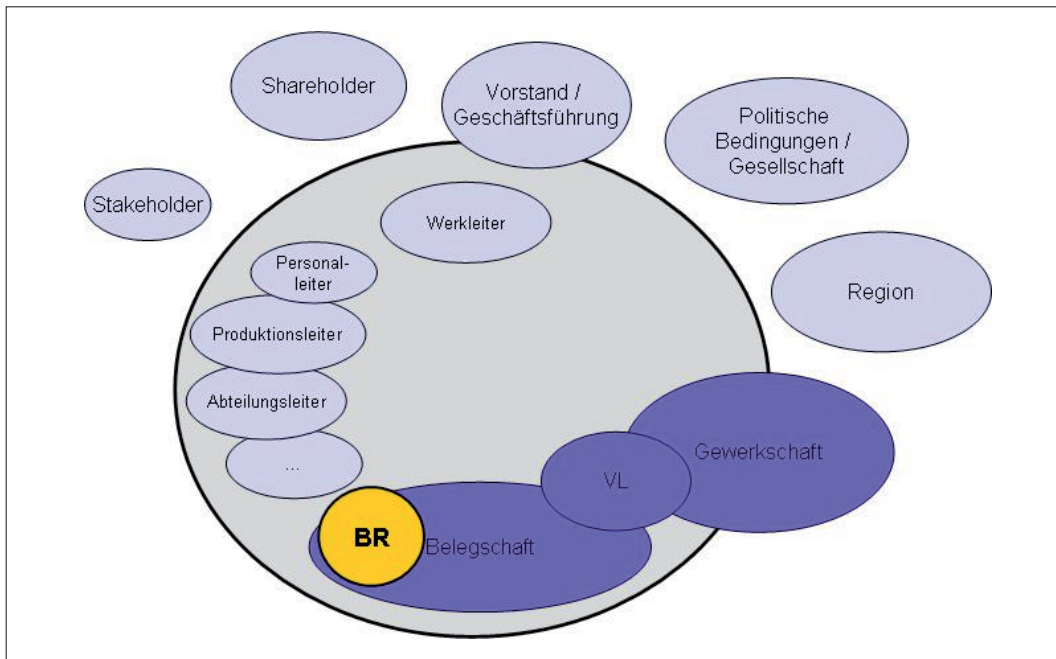 Shareholder
Vorstand /
Geschäftsführung
Politische
Bedingungen /
Gesellschaft
Stakeholder
Werkleiter
Personal-
leiter
Region
Produktionsleiter
Abteilungsleiter
...
Gewerkschaft
VL
BR
Belegschaft